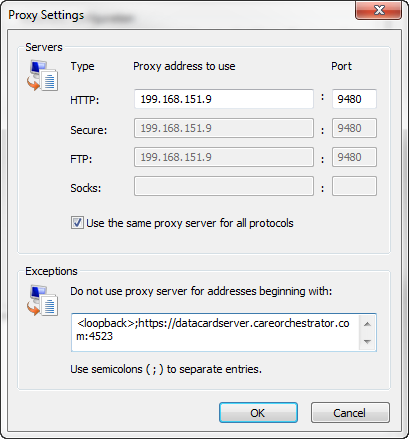 Proxy Settings
Servers
Type Proxy address to use Port
HTTP: 199.168.151.9 : 9480
Secure: 199.168.151.9 : 9480
FTP: 199.168.151.9 : 9480
Socks: :
Use the same proxy server for all protocols
Exceptions
Do not use proxy server for addresses beginning with:
<loopback>;https://datacardserver.careorchestrator.co
m:4523
Use semicolons ( ; ) to separate entries.
OK Cancel